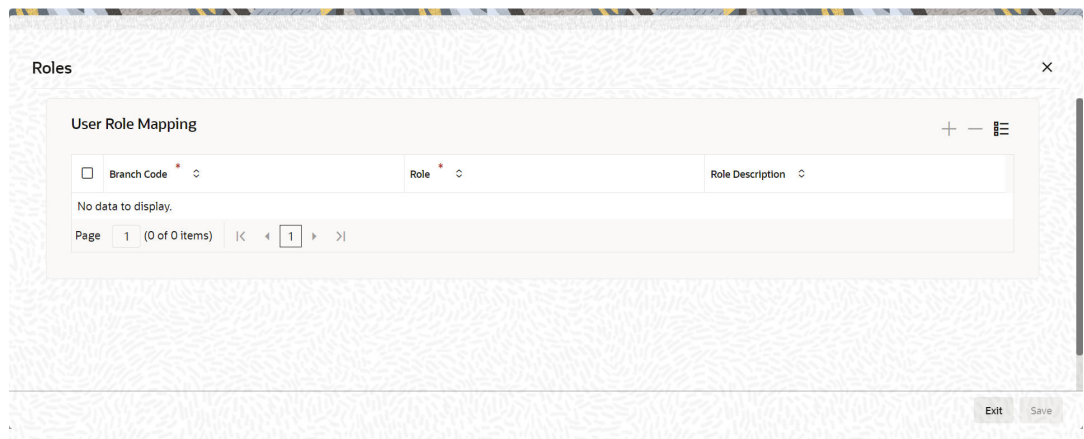 Roles
User Role Mapping
Branch Code * Role * Role Description
No data to display.
Page 1 (0 of 0 items) 1
Exit Save